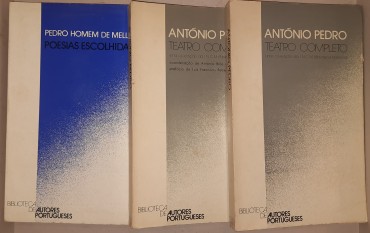 PEDRO HOMEM DE MELL
POESIAS ESCOLHIDA
BIBLIOTECA
DE AUTORES
PORTUGUESES
ANTÓNIO P
TEATRO COM
BIBLIOTECA
DE AUTORES
PORTUGUESES
ANTÓNIO PEDRO
TEATRO COMPLETO
BIBLIOTECA
DE AUTORES
PORTUGUESES